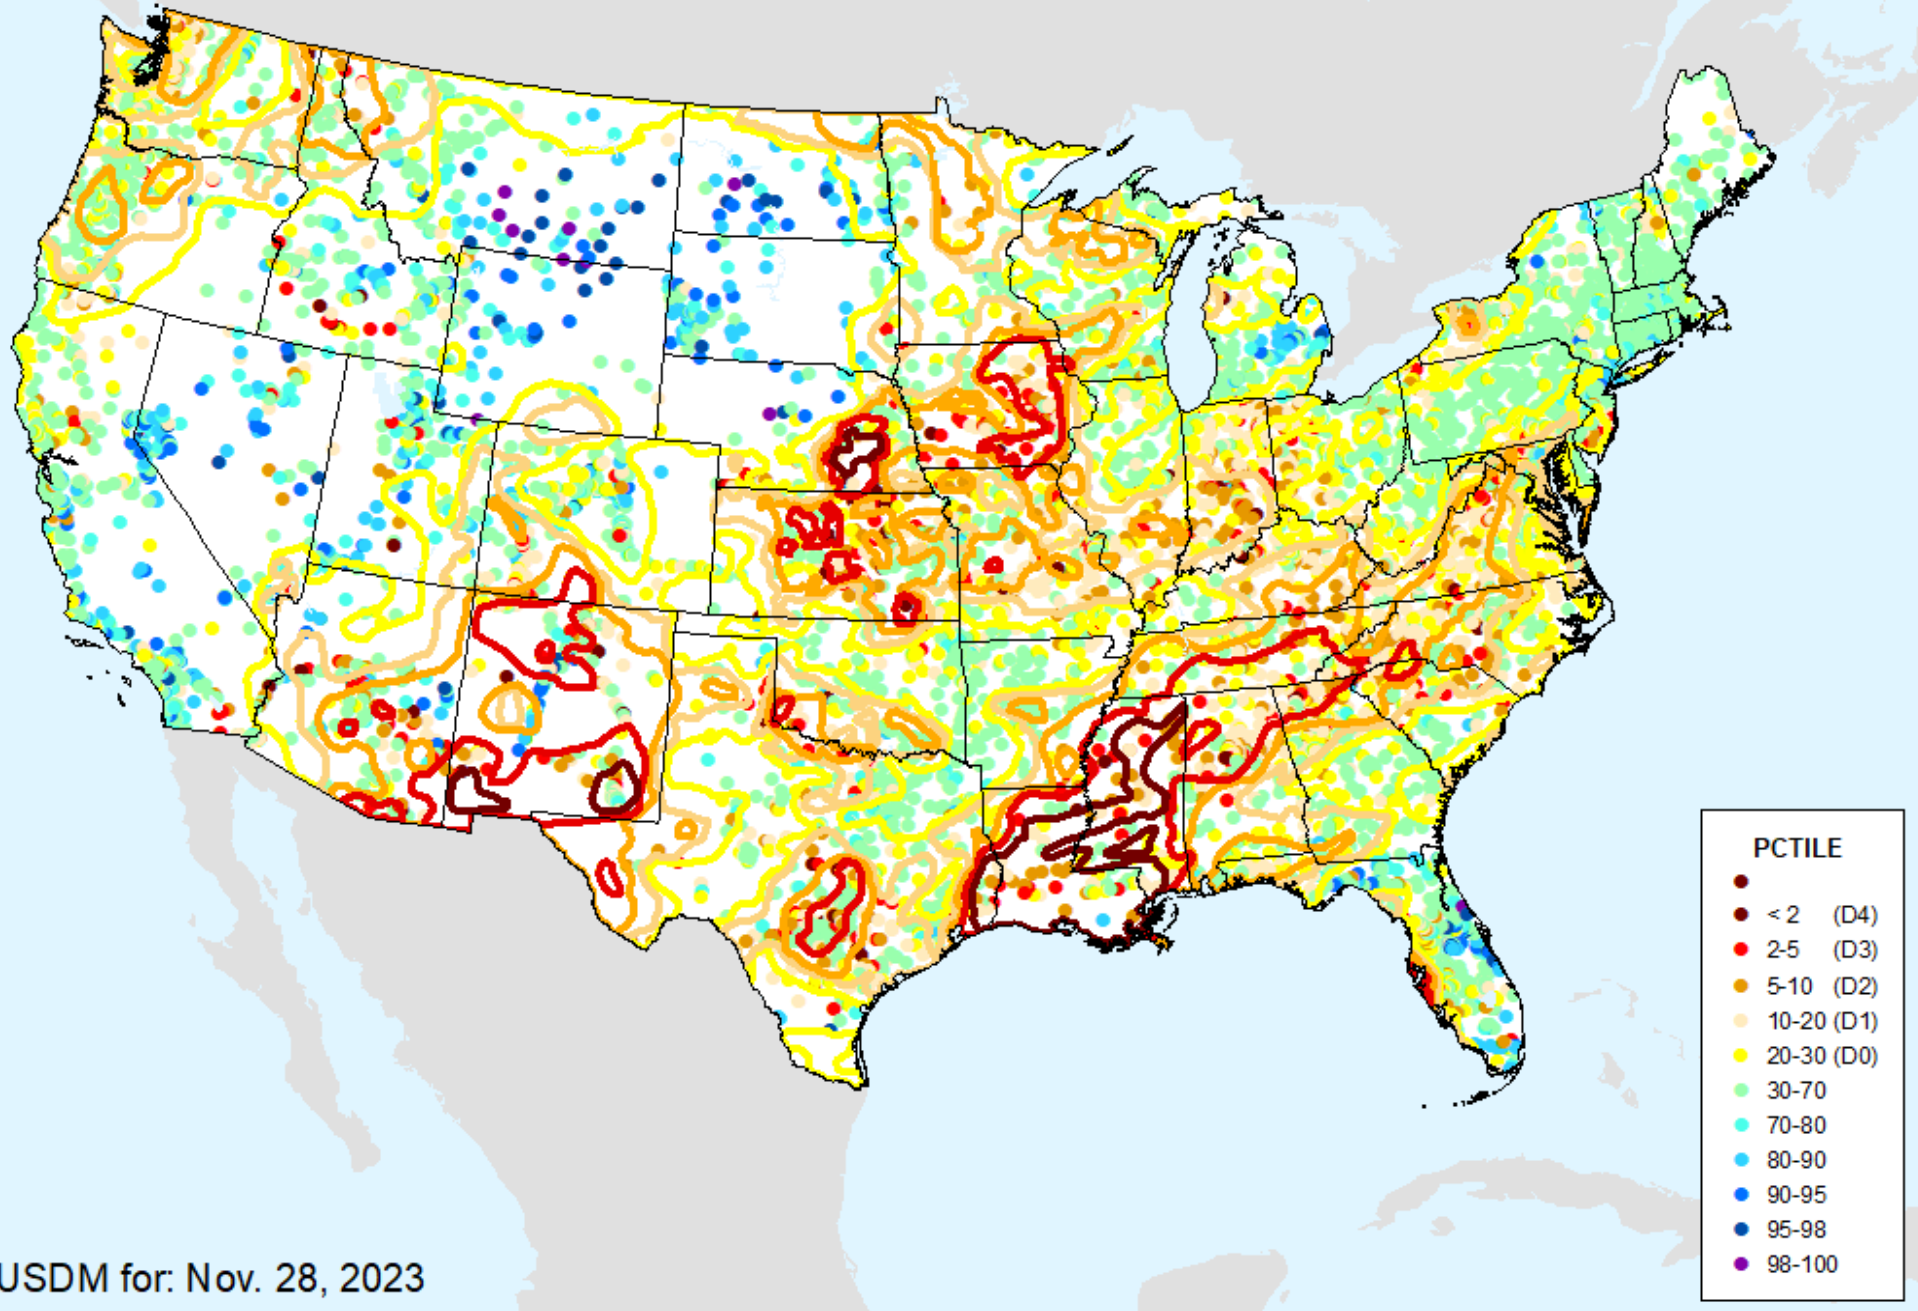 PCTILE
< 2 (D4)
2-5 (D3)
5-10 (D2)
10-20 (D1)
20-30 (D0)
30-70
70-80
80-90
90-95
95-98
98-100
USDM for: Nov. 28, 2023